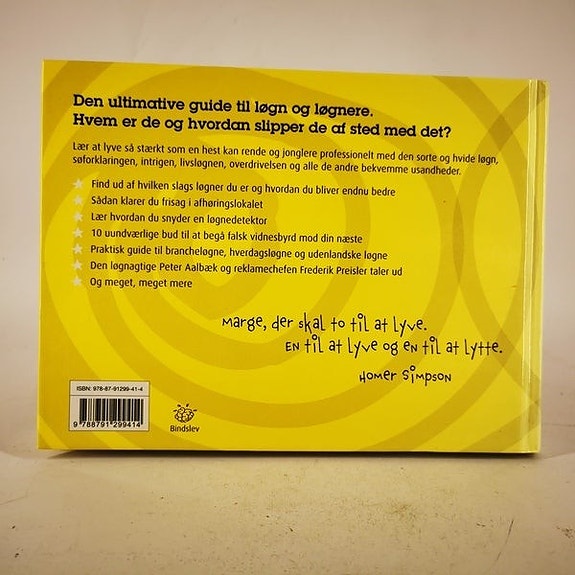 Den ultimative guide til løgn og løgnere.
Hvem er de og hvordan slipper de af sted med det?
Lær at lyve så stærkt som en hest kan rende og jonglere professionelt med den sorte og hvide løgn,
søforklaringen, intrigen, livsløgnen, overdrivelsen og alle de andre bekvemme usandheder.
Find ud af hvilken slags løgner du er og hvordan du bliver endnu bedre
Sådan klarer du frisag i afhøringslokalet
Lær hvordan du snyder en løgnedetektor
10 uundværlige bud til at begå falsk vidnesbyrd mod din næste
Praktisk guide til brancheløgne, hverdagsløgne og udenlandske løgne
Den løgnagtige Peter Aalbæk og reklamechefen Frederik Preisler taler ud
Og meget, meget mere
Marge, der skal to til at lyve.
En til at lyve og en til at lytte.
Homer Simpson
ISBN: 978-87-91299-41-4
9 788791 299414
Bindslev